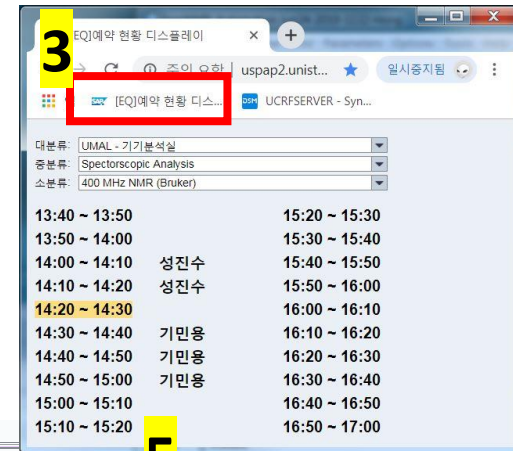 3
EQ]예약 현황 디스플레이
주의 요함 | uspap2.unist...
일시중지됨
SAP [EQ]예약 현황 디스...
DSM UCRFSERVER - Syn...
대분류: UMAL - 기기분석실
중분류: Spectorscopic Analysis
소분류: 400 MHz NMR (Bruker)
13:40 ~ 13:50
13:50 ~ 14:00
14:00 ~ 14:10 성진수
14:10 ~ 14:20 성진수
14:20 ~ 14:30
14:30 ~ 14:40 기민용
14:40 ~ 14:50 기민용
14:50 ~ 15:00 기민용
15:00 ~ 15:10
15:10 ~ 15:20
15:20 ~ 15:30
15:30 ~ 15:40
15:40 ~ 15:50
15:50 ~ 16:00
16:00 ~ 16:10
16:10 ~ 16:20
16:20 ~ 16:30
16:30 ~ 16:40
16:40 ~ 16:50
16:50 ~ 17:00